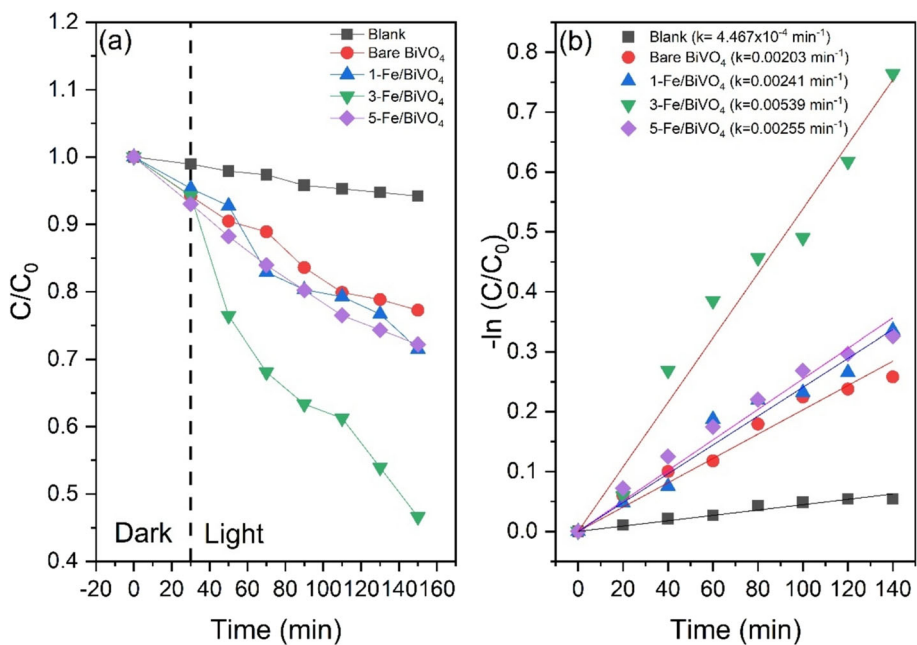 (a)
Blank
Bare BiVO₄
1-Fe/BiVO₄
3-Fe/BiVO₄
5-Fe/BiVO₄
1.2
1.1
1.0
0.9
0.8
0.7
0.6
0.5
0.4
C/C₀
Dark
Light
-20 0 20 40 60 80 100 120 140 160
Time (min)
(b)
Blank (k= 4.467x10⁻⁴ min⁻¹)
Bare BiVO₄ (k=0.00203 min⁻¹)
1-Fe/BiVO₄ (k=0.00241 min⁻¹)
3-Fe/BiVO₄ (k=0.00539 min⁻¹)
5-Fe/BiVO₄ (k=0.00255 min⁻¹)
0.8
0.7
0.6
0.5
0.4
0.3
0.2
0.1
0.0
-ln (C/C₀)
0 20 40 60 80 100 120 140
Time (min)